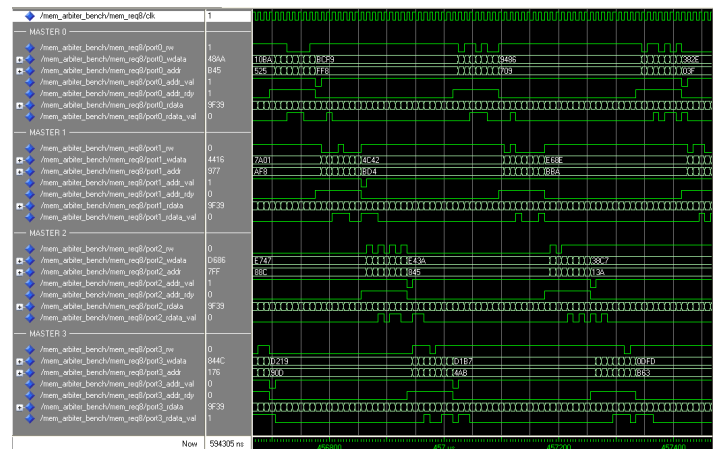 /mem_arbiter_bench/mem_req8/clk 1
MASTER 0
/mem_arbiter_bench/mem_req8/port0_rw 1
/mem_arbiter_bench/mem_req8/port0_wdata 48AA 10BA BCF9 9486 382E
/mem_arbiter_bench/mem_req8/port0_addr B45 525 FF8 709 03F
/mem_arbiter_bench/mem_req8/port0_addr_val 1
/mem_arbiter_bench/mem_req8/port0_addr_rdy 1
/mem_arbiter_bench/mem_req8/port0_rdata 9F39
/mem_arbiter_bench/mem_req8/port0_rdata_val 0
MASTER 1
/mem_arbiter_bench/mem_req8/port1_rw 0
/mem_arbiter_bench/mem_req8/port1_wdata 4416 7A01 4C42 E68E
/mem_arbiter_bench/mem_req8/port1_addr 977 AF8 BD4 BBA
/mem_arbiter_bench/mem_req8/port1_addr_val 1
/mem_arbiter_bench/mem_req8/port1_addr_rdy 0
/mem_arbiter_bench/mem_req8/port1_rdata 9F39
/mem_arbiter_bench/mem_req8/port1_rdata_val 0
MASTER 2
/mem_arbiter_bench/mem_req8/port2_rw 0
/mem_arbiter_bench/mem_req8/port2_wdata D686 E747 E43A 38C7
/mem_arbiter_bench/mem_req8/port2_addr 7FF 88C 845 13A
/mem_arbiter_bench/mem_req8/port2_addr_val 1
/mem_arbiter_bench/mem_req8/port2_addr_rdy 0
/mem_arbiter_bench/mem_req8/port2_rdata 9F39
/mem_arbiter_bench/mem_req8/port2_rdata_val 0
MASTER 3
/mem_arbiter_bench/mem_req8/port3_rw 0
/mem_arbiter_bench/mem_req8/port3_wdata 844C D219 D1B7 0DFD
/mem_arbiter_bench/mem_req8/port3_addr 176 90D 4AB B63
/mem_arbiter_bench/mem_req8/port3_addr_val 0
/mem_arbiter_bench/mem_req8/port3_addr_rdy 0
/mem_arbiter_bench/mem_req8/port3_rdata 9F39
/mem_arbiter_bench/mem_req8/port3_rdata_val 1
Now 594305 ns 456800 457 us 457200 457400